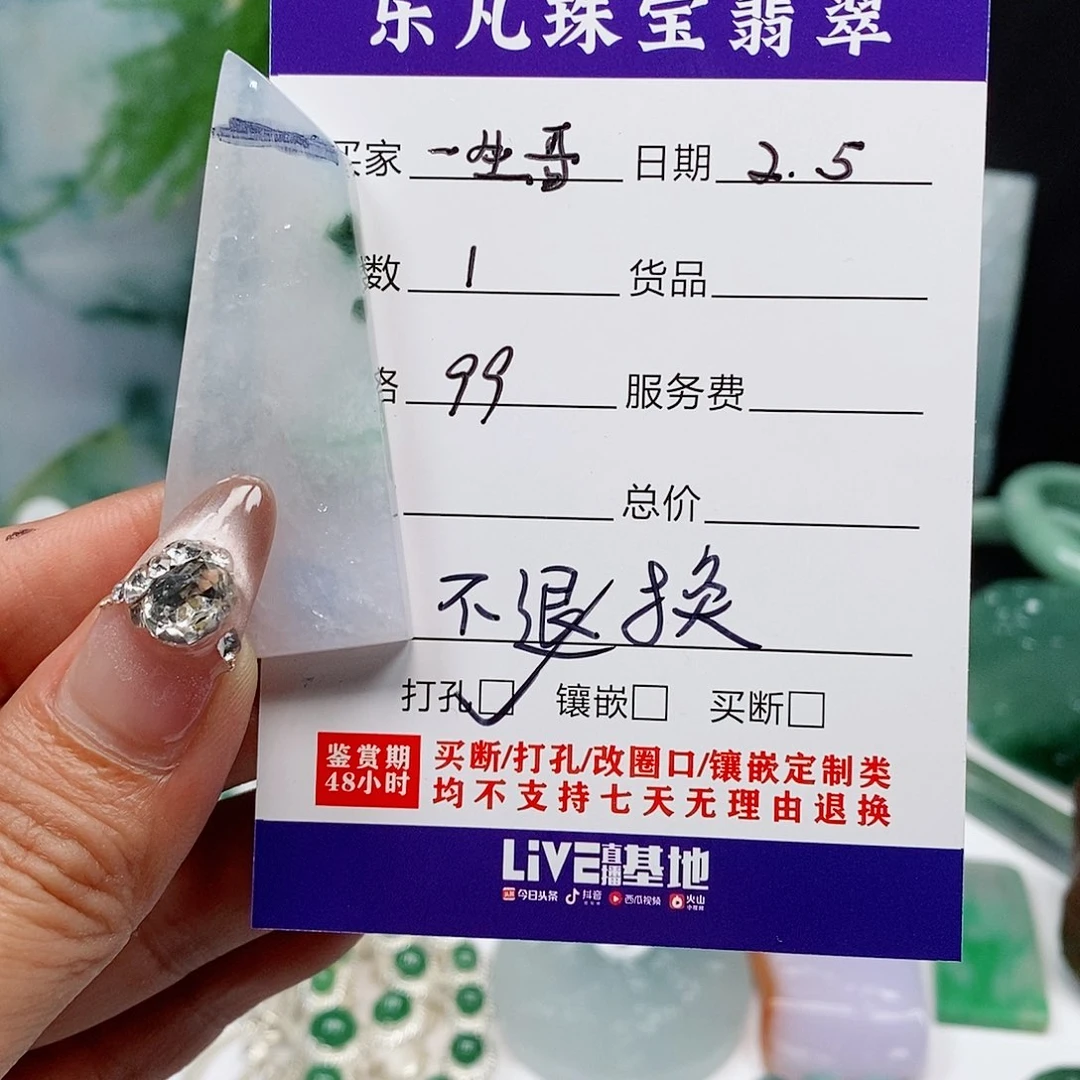 乐凡珠宝翡翠
买家 一生哥 日期 2.5
数 1 货品
格 99 服务费
总价
不退换
打孔 镶嵌 买断
鉴赏期 48小时
买断/打孔/改圈口/镶嵌定制类
均不支持七天无理由退换
LiVE直播基地
今日头条 抖音 西瓜视频 火山